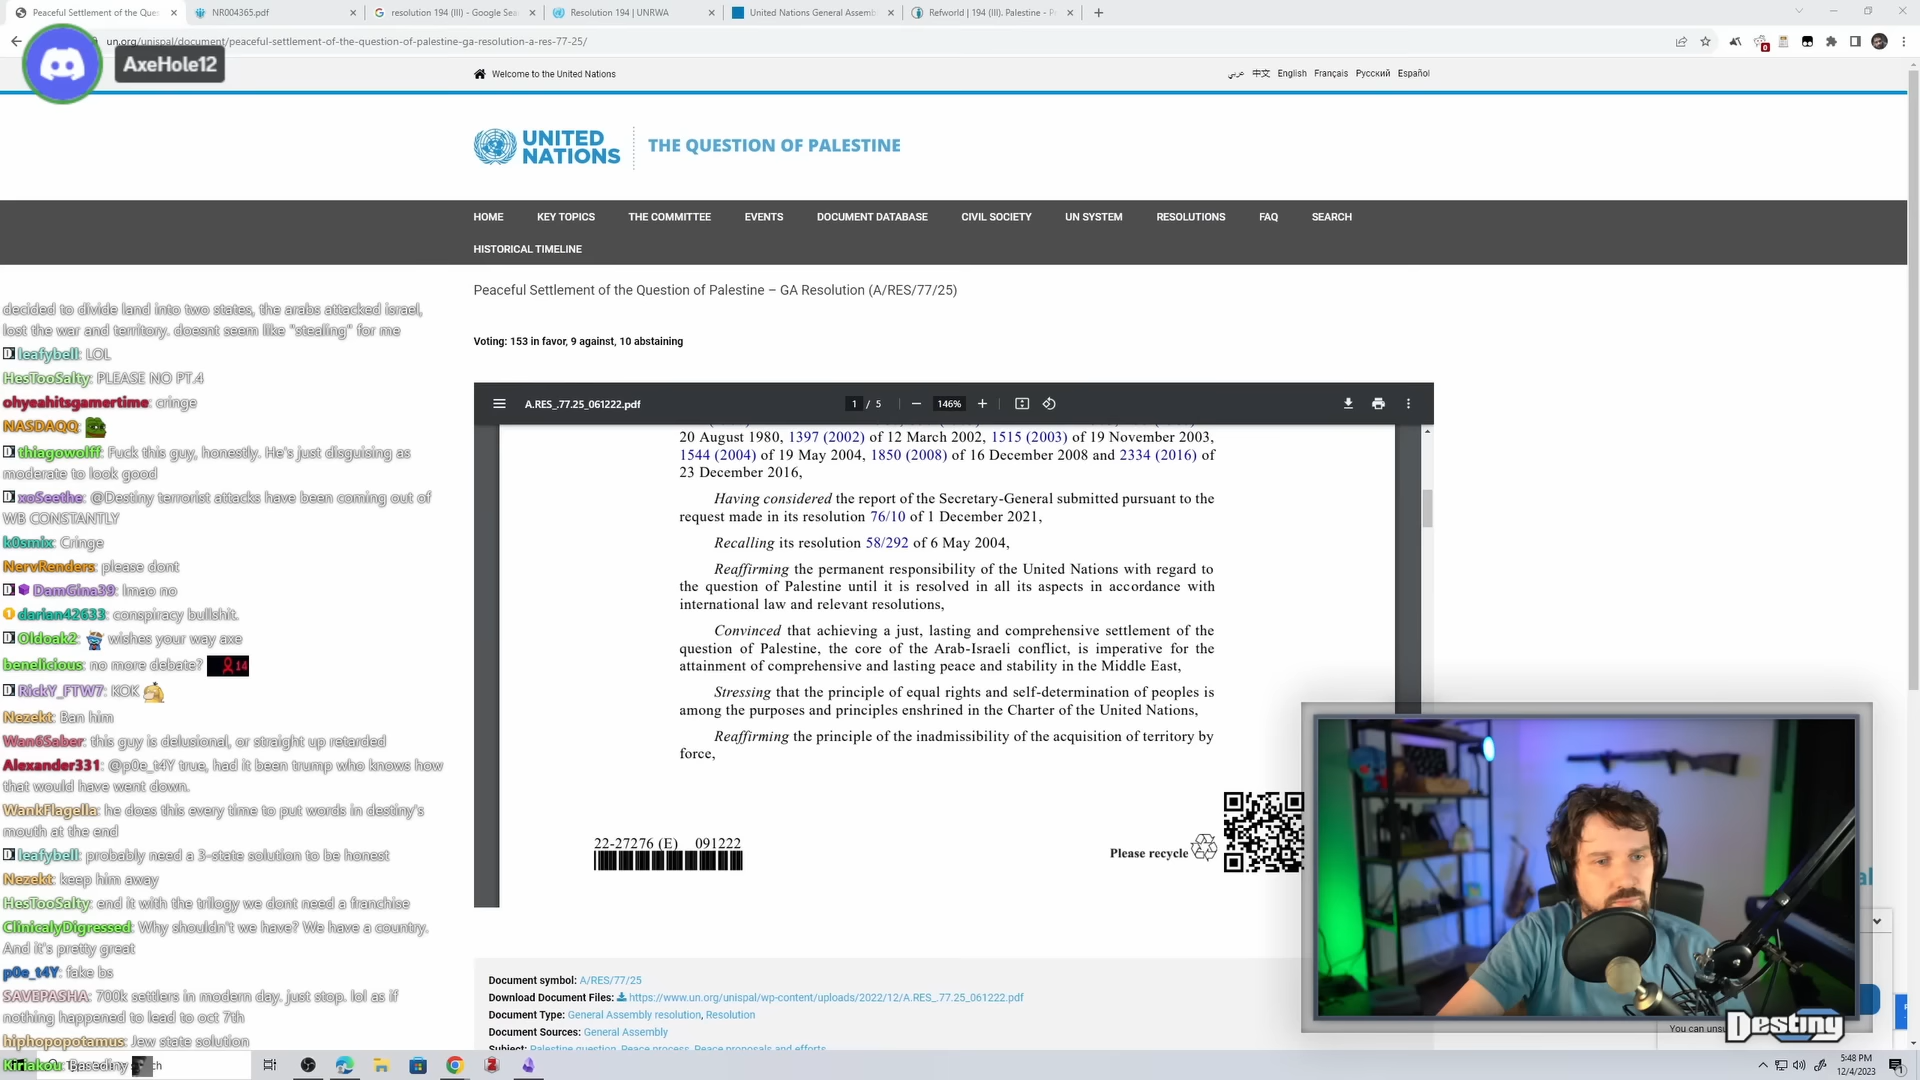 Peaceful Settlement of the Ques
NR004365.pdf
resolution 194 (III) - Google Sea
Resolution 194 | UNRWA
United Nations General Assemb
Refworld | 194 (III). Palestine - P
un.org/unispal/document/peaceful-settlement-of-the-question-of-palestine-ga-resolution-a-res-77-25/
AxeHole12
Welcome to the United Nations
عربي 中文 English Français Русский Español
UNITED
NATIONS
THE QUESTION OF PALESTINE
HOME KEY TOPICS THE COMMITTEE EVENTS DOCUMENT DATABASE CIVIL SOCIETY UN SYSTEM RESOLUTIONS FAQ SEARCH
HISTORICAL TIMELINE
Peaceful Settlement of the Question of Palestine – GA Resolution (A/RES/77/25)
Voting: 153 in favor, 9 against, 10 abstaining
A.RES_.77.25_061222.pdf
1 / 5
146%
20 August 1980, 1397 (2002) of 12 March 2002, 1515 (2003) of 19 November 2003,
1544 (2004) of 19 May 2004, 1850 (2008) of 16 December 2008 and 2334 (2016) of
23 December 2016,
Having considered the report of the Secretary-General submitted pursuant to the
request made in its resolution 76/10 of 1 December 2021,
Recalling its resolution 58/292 of 6 May 2004,
Reaffirming the permanent responsibility of the United Nations with regard to
the question of Palestine until it is resolved in all its aspects in accordance with
international law and relevant resolutions,
Convinced that achieving a just, lasting and comprehensive settlement of the
question of Palestine, the core of the Arab-Israeli conflict, is imperative for the
attainment of comprehensive and lasting peace and stability in the Middle East,
Stressing that the principle of equal rights and self-determination of peoples is
among the purposes and principles enshrined in the Charter of the United Nations,
Reaffirming the principle of the inadmissibility of the acquisition of territory by
force,
22-27276 (E) 091222
Please recycle
Document symbol: A/RES/77/25
Download Document Files: https://www.un.org/unispal/wp-content/uploads/2022/12/A.RES_.77.25_061222.pdf
Document Type: General Assembly resolution, Resolution
Document Sources: General Assembly
Subject: Palestine question, Peace process, Peace proposals and efforts
decided to divide land into two states, the arabs attacked israel,
lost the war and territory. doesnt seem like "stealing" for me
leafybell: LOL
HesTooSalty: PLEASE NO PT.4
ohyeahitsgamertime: cringe
NASDAQQ:
thiagowolff: Fuck this guy, honestly. He's just disguising as
moderate to look good
xoSeethe: @Destiny terrorist attacks have been coming out of
WB CONSTANTLY
k0smix: Cringe
NervRenders: please dont
DamGina39: lmao no
darian42633: conspiracy bullshit.
Oldoak2: wishes your way axe
benelicious: no more debate? 14
RickY_FTW7: KOK
Nezekt: Ban him
Wan6Saber: this guy is delusional, or straight up retarded
Alexander331: @p0e_t4Y true, had it been trump who knows how
that would have went down.
WankFlagella: he does this every time to put words in destiny's
mouth at the end
leafybell: probably need a 3-state solution to be honest
Nezekt: keep him away
HesTooSalty: end it with the trilogy we dont need a franchise
ClinicalyDigressed: Why shouldn't we have? We have a country.
And it's pretty great
p0e_t4Y: fake bs
SAVEPASHA: 700k settlers in modern day. just stop. lol as if
nothing happened to lead to oct 7th
hiphopopotamus: Jew state solution
Kiriakou: Basediny
You can unsu
Destiny
5:48 PM
12/4/2023